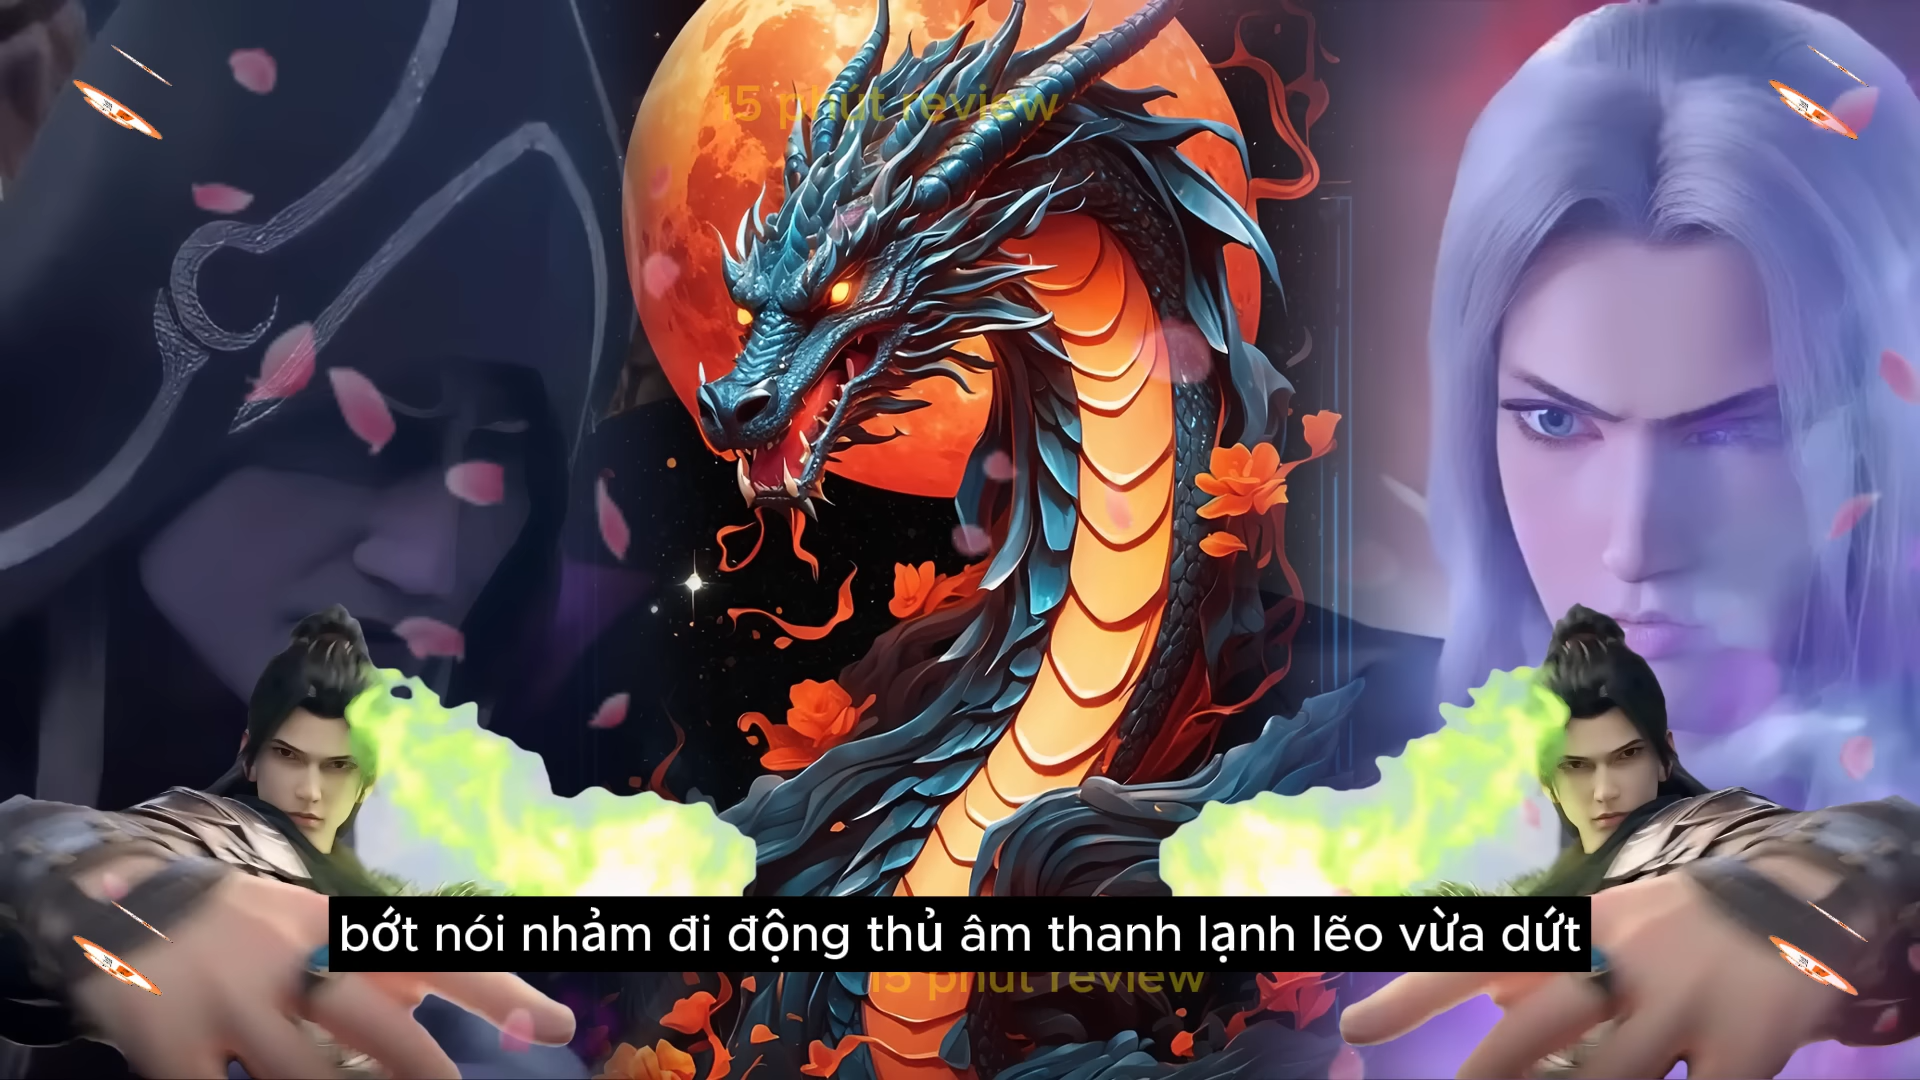 15 phút review
bớt nói nhảm đi động thủ âm thanh lạnh lẽo vừa dứt
15 phút review